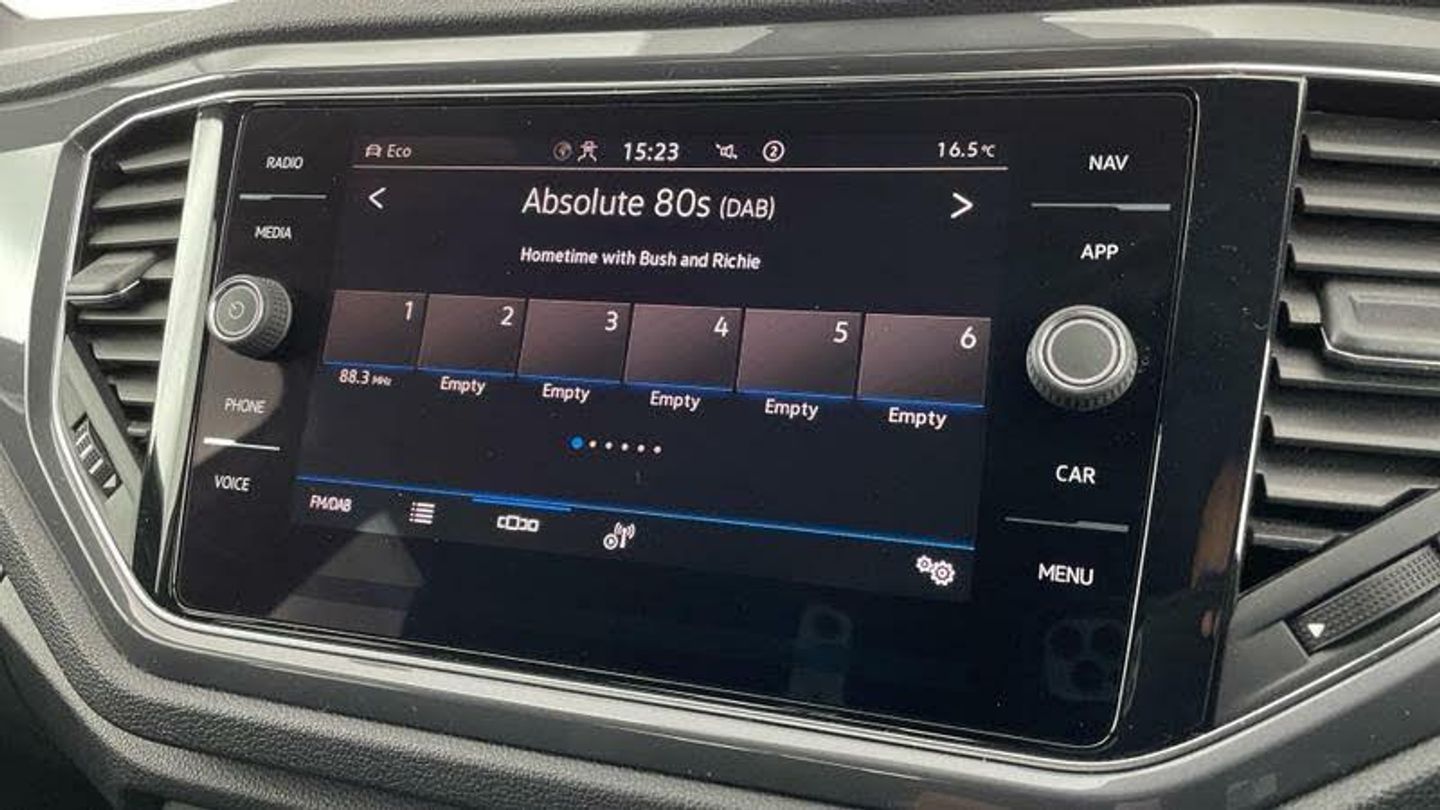 RADIO
MEDIA
PHONE
VOICE
Eco 15:23 2 16.5°C
< Absolute 80s (DAB) >
Hometime with Bush and Richie
1 2 3 4 5 6
88.3 MHz Empty Empty Empty Empty Empty
FM/DAB
NAV
APP
CAR
MENU